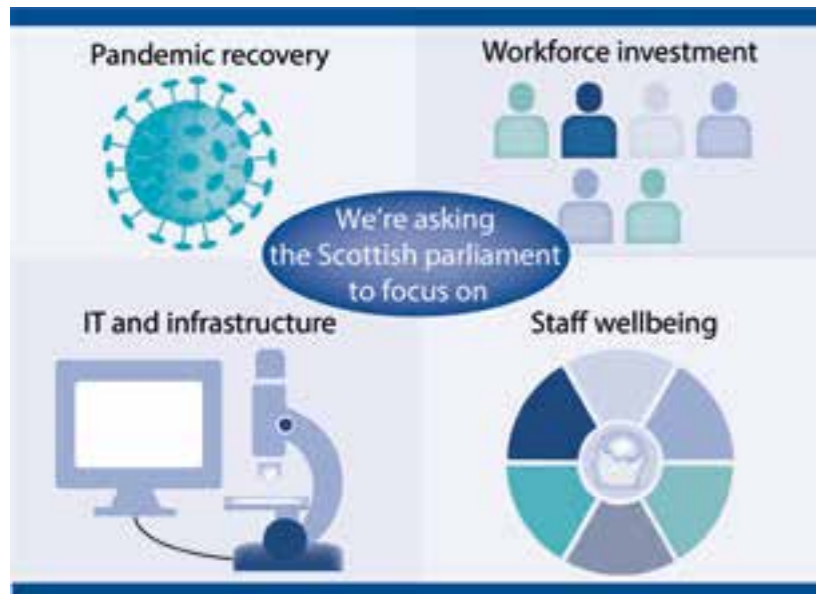 Pandemic recovery
Workforce investment
We're asking
the Scottish parliament
to focus on
IT and infrastructure
Staff wellbeing